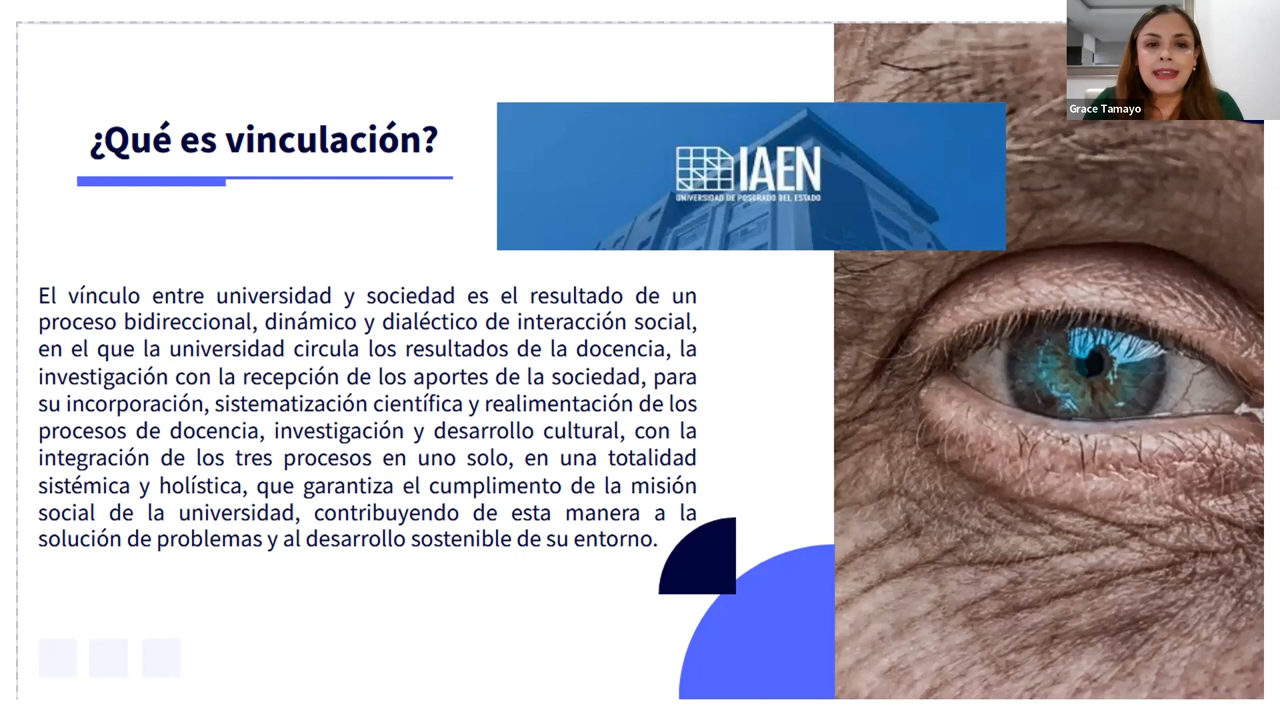 Grace Tamayo
¿Qué es vinculación?
IAEN
UNIVERSIDAD DE POSGRADO DEL ESTADO
El vínculo entre universidad y sociedad es el resultado de un
proceso bidireccional, dinámico y dialéctico de interacción social,
en el que la universidad circula los resultados de la docencia, la
investigación con la recepción de los aportes de la sociedad, para
su incorporación, sistematización científica y realimentación de los
procesos de docencia, investigación y desarrollo cultural, con la
integración de los tres procesos en uno solo, en una totalidad
sistémica y holística, que garantiza el cumplimento de la misión
social de la universidad, contribuyendo de esta manera a la
solución de problemas y al desarrollo sostenible de su entorno.